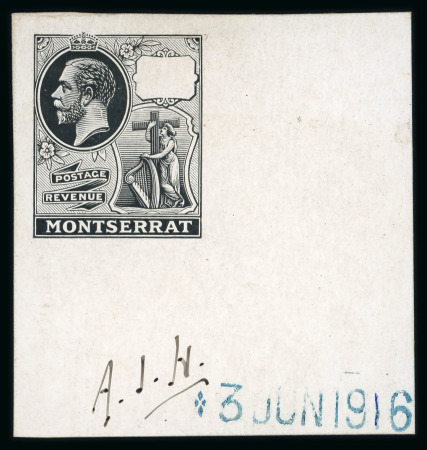 POSTAGE
REVENUE
MONTSERRAT
A.J.H.
3 JUN 1916